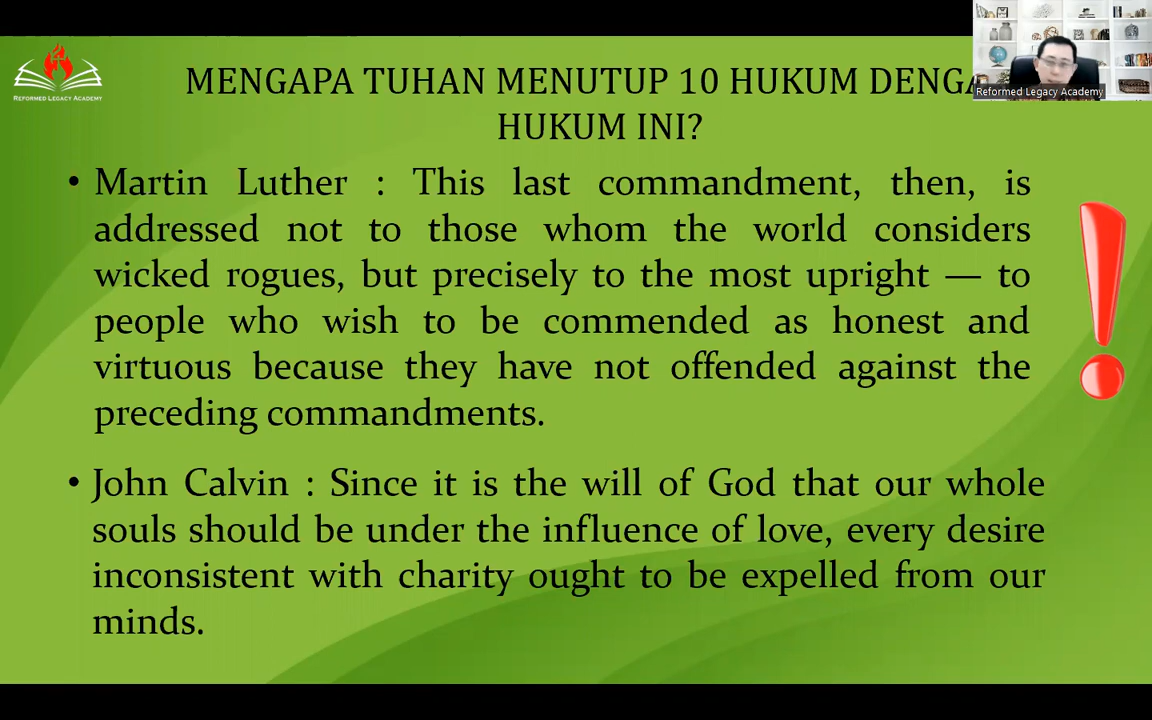 REFORMED LEGACY ACADEMY
MENGAPA TUHAN MENUTUP 10 HUKUM
HUKUM INI?
Reformed Legacy Academy
• Martin Luther : This last commandment, then, is
addressed not to those whom the world considers
wicked rogues, but precisely to the most upright — to
people who wish to be commended as honest and
virtuous because they have not offended against the
preceding commandments.
• John Calvin : Since it is the will of God that our whole
souls should be under the influence of love, every desire
inconsistent with charity ought to be expelled from our
minds.